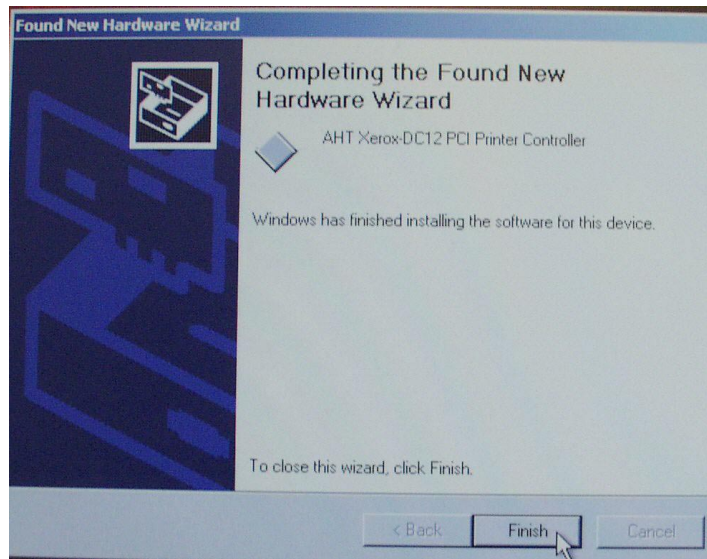 Found New Hardware Wizard
Completing the Found New
Hardware Wizard
AHT Xerox-DC12 PCI Printer Controller
Windows has finished installing the software for this device.
To close this wizard, click Finish.
< Back
Finish
Cancel